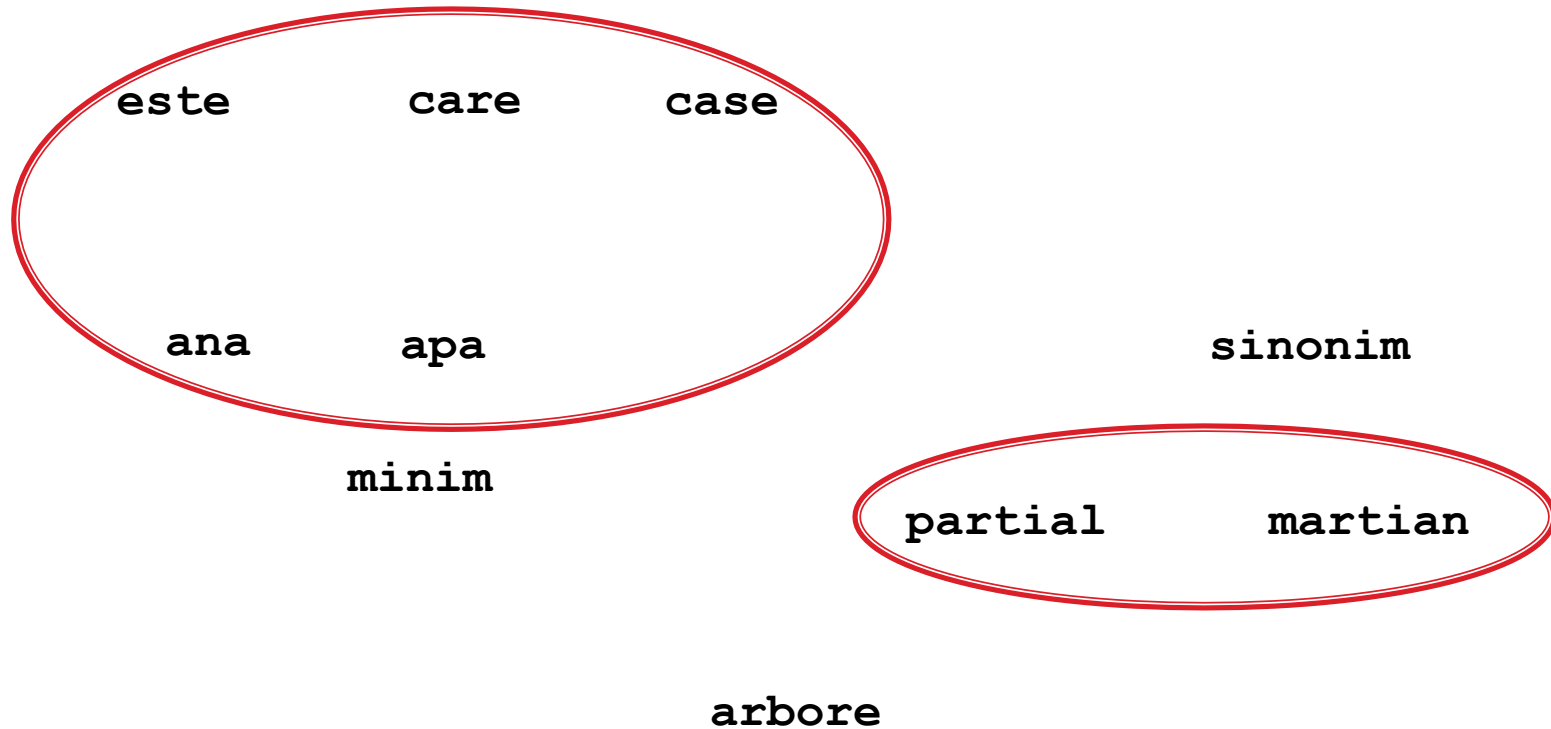 este care case
ana apa sinonim
minim
partial martian
arbore